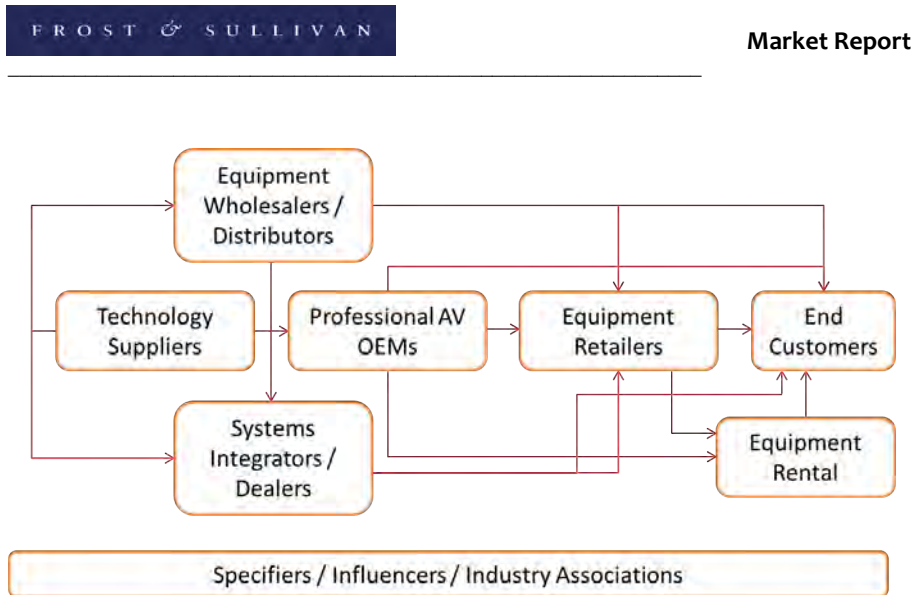 FROST & SULLIVAN
Market Report
Equipment
Wholesalers /
Distributors
Technology
Suppliers
Professional AV
OEMs
Equipment
Retailers
End
Customers
Systems
Integrators /
Dealers
Equipment
Rental
Specifiers / Influencers / Industry Associations